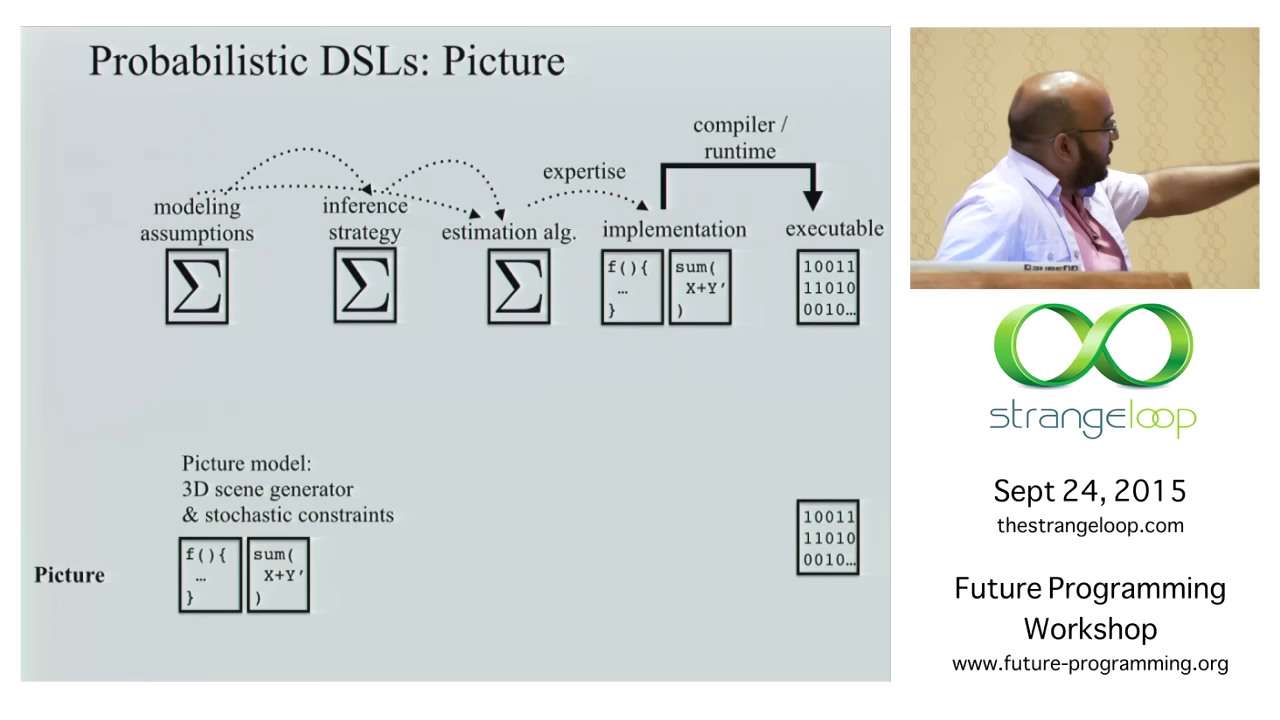 Probabilistic DSLs: Picture
compiler /
runtime
expertise
modeling
assumptions
inference
strategy
estimation alg.
implementation
executable
Σ
Σ
Σ
f(){
…
}
sum(
X+Y'
)
10011
11010
0010…
Picture model:
3D scene generator
& stochastic constraints
Picture
f(){
…
}
sum(
X+Y'
)
10011
11010
0010…
strangeloop
Sept 24, 2015
thestrangeloop.com
Future Programming
Workshop
www.future-programming.org